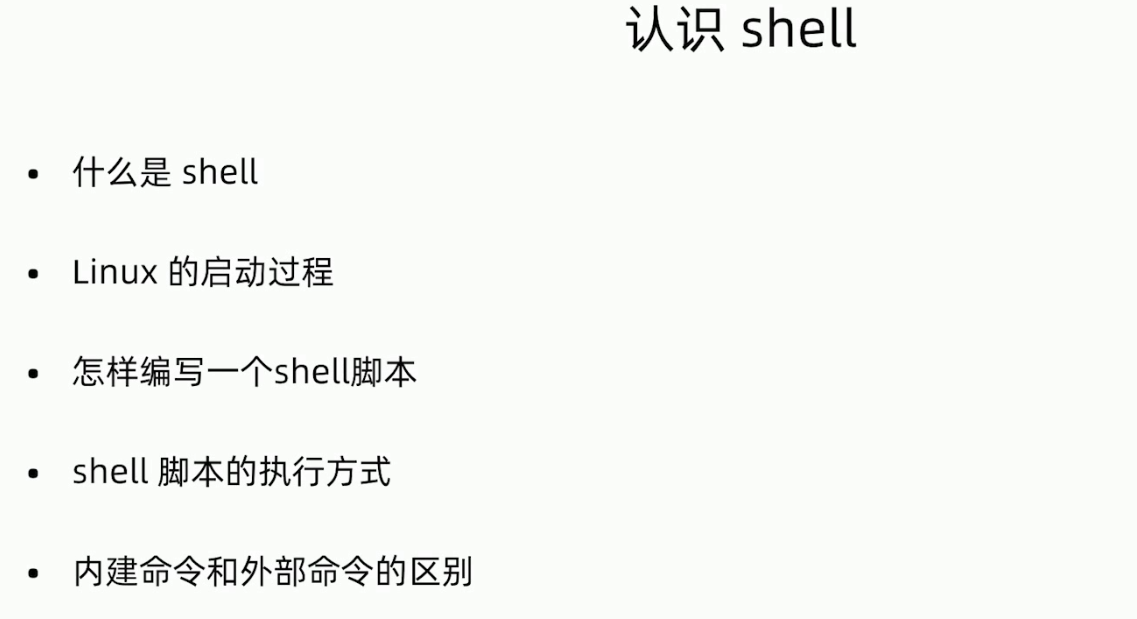 认识 shell
• 什么是 shell
• Linux 的启动过程
• 怎样编写一个shell脚本
• shell 脚本的执行方式
• 内建命令和外部命令的区别